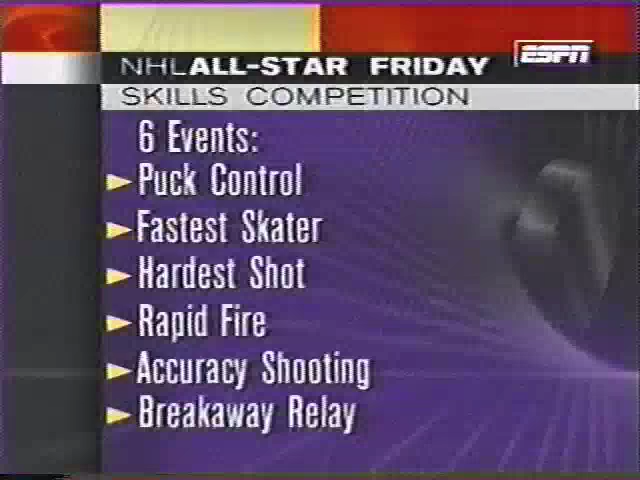 NHLALL-STAR FRIDAY
ESPN
SKILLS COMPETITION
6 Events:
Puck Control
Fastest Skater
Hardest Shot
Rapid Fire
Accuracy Shooting
Breakaway Relay